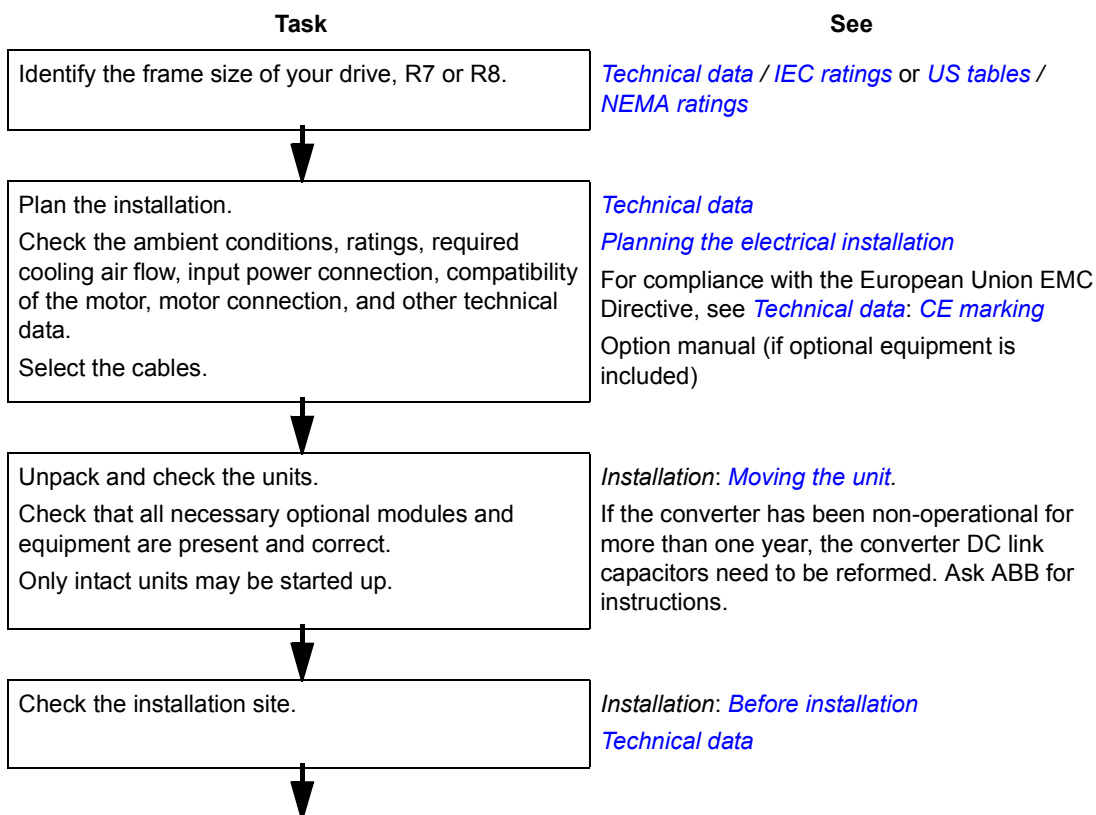 Task
See
Identify the frame size of your drive, R7 or R8.
Technical data / IEC ratings or US tables /
NEMA ratings
Plan the installation.
Check the ambient conditions, ratings, required
cooling air flow, input power connection, compatibility
of the motor, motor connection, and other technical
data.
Select the cables.
Technical data
Planning the electrical installation
For compliance with the European Union EMC
Directive, see Technical data: CE marking
Option manual (if optional equipment is
included)
Unpack and check the units.
Check that all necessary optional modules and
equipment are present and correct.
Only intact units may be started up.
Installation: Moving the unit.
If the converter has been non-operational for
more than one year, the converter DC link
capacitors need to be reformed. Ask ABB for
instructions.
Check the installation site.
Installation: Before installation
Technical data